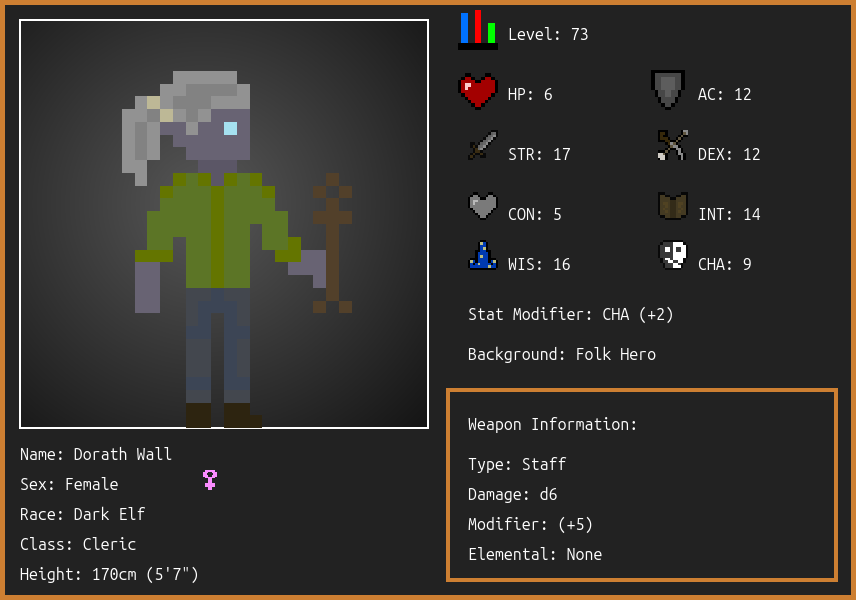 Level: 73
HP: 6
AC: 12
STR: 17
DEX: 12
CON: 5
INT: 14
WIS: 16
CHA: 9
Stat Modifier: CHA (+2)
Background: Folk Hero
Weapon Information:
Type: Staff
Damage: d6
Modifier: (+5)
Elemental: None
Name: Dorath Wall
Sex: Female
Race: Dark Elf
Class: Cleric
Height: 170cm (5'7")